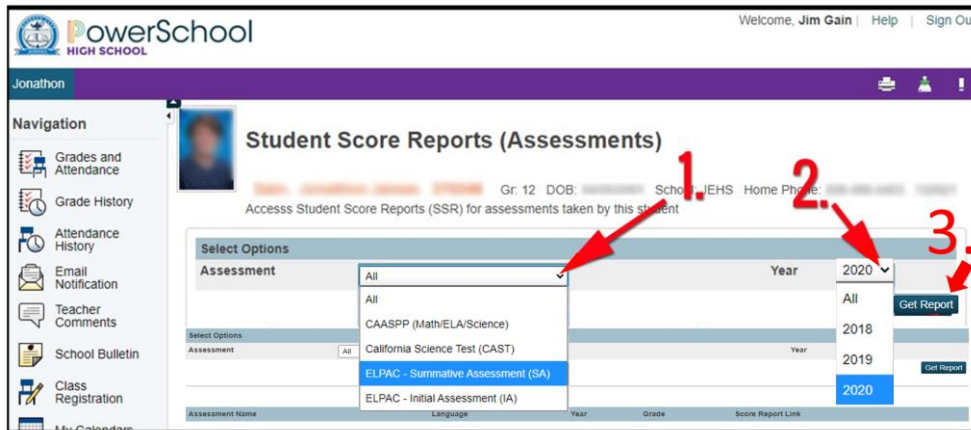 PowerSchool
HIGH SCHOOL
Welcome, Jim Gain | Help | Sign Ou
Jonathon
Navigation
Grades and
Attendance
Grade History
Attendance
History
Email
Notification
Teacher
Comments
School Bulletin
Class
Registration
My Calendars
Student Score Reports (Assessments)
1.
2.
3.
Gr: 12 DOB: School: JEHS Home Phone:
Accesss Student Score Reports (SSR) for assessments taken by this student
Select Options
Assessment All Year 2020
All
CAASPP (Math/ELA/Science)
California Science Test (CAST)
ELPAC - Summative Assessment (SA)
ELPAC - Initial Assessment (IA)
All
2018
2019
2020
Get Report
Select Options
Assessment All Year
Get Report
Assessment Name Language Year Grade Score Report Link